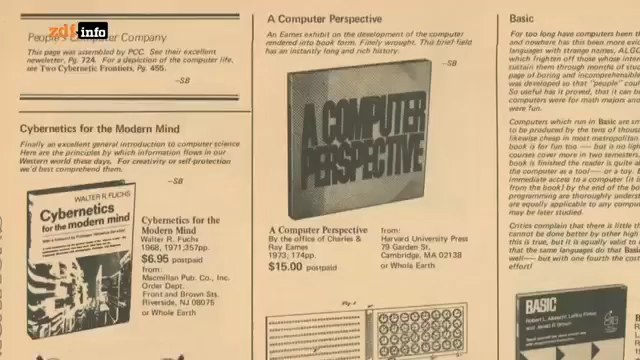 zdf.info
People's Computer Company
This page was assembled by PCC. See their excellent
newsletter, Pg. 724. For a depiction of the computer life,
see Two Cybernetic Frontiers, Pg. 455.
—SB
Cybernetics for the Modern Mind
Finally an excellent general introduction to computer science
Here are the principles by which information flows in our
Western world these days. For creativity or self-protection
we'd best comprehend them.
—SB
WALTER R. FUCHS
Cybernetics
for the modern mind
Cybernetics for the
Modern Mind
Walter R. Fuchs
1968, 1971;357pp.
$6.95 postpaid
from:
Macmillan Pub. Co., Inc.
Order Dept.
Front and Brown Sts.
Riverside, NJ 08075
or Whole Earth
A Computer Perspective
An Eames exhibit on the development of the computer
rendered into book form. Finely wrought. This brief field
has an instantly rich and history.
—SB
A COMPUTER
PERSPECTIVE
A Computer Perspective
By the office of Charles &
Ray Eames
1973, 174pp.
$15.00 postpaid
from:
Harvard University Press
79 Garden St.
Cambridge, MA 02138
or Whole Earth
Basic
For too long have computers been th
and nowhere has this been more evi
languages with strange names, ALGO
which frighten off those whose inter
sustain them through months of stu
page of boring and incomprehensibl
was developed so that "people" coul
So useful has it proved, that it can b
computers were for math majors and
were fun.
Computers which run in Basic are sm
to be produced by the tens of thou
likewise cheap in most metropolitan
book is for fun too — but is no ligh
courses cover more in two semesters.
book is finished the reader is quite a
the computer as a tool — or a toy. B
immediate access to a computer (it i
from the book) by the end of the bo
programming are thoroughly underst
are equally applicable to any compu
may be later studied.
Critics complain that there is little th
cannot be done better by other high
this is true, but it is equally valid to
that the same languages do that Basi
well— but with one fourth the cost
effort!
BASIC
Robert L. Albrecht, LeRoy Finkel
and Jerald R. Brown